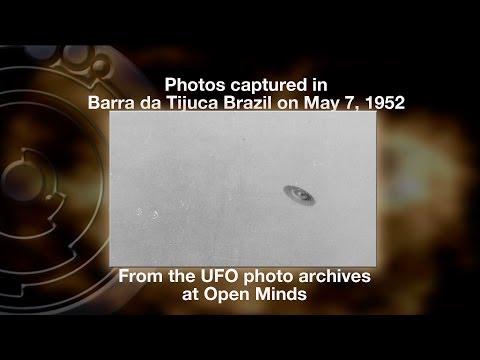 Photos captured in
Barra da Tijuca Brazil on May 7, 1952
From the UFO photo archives
at Open Minds